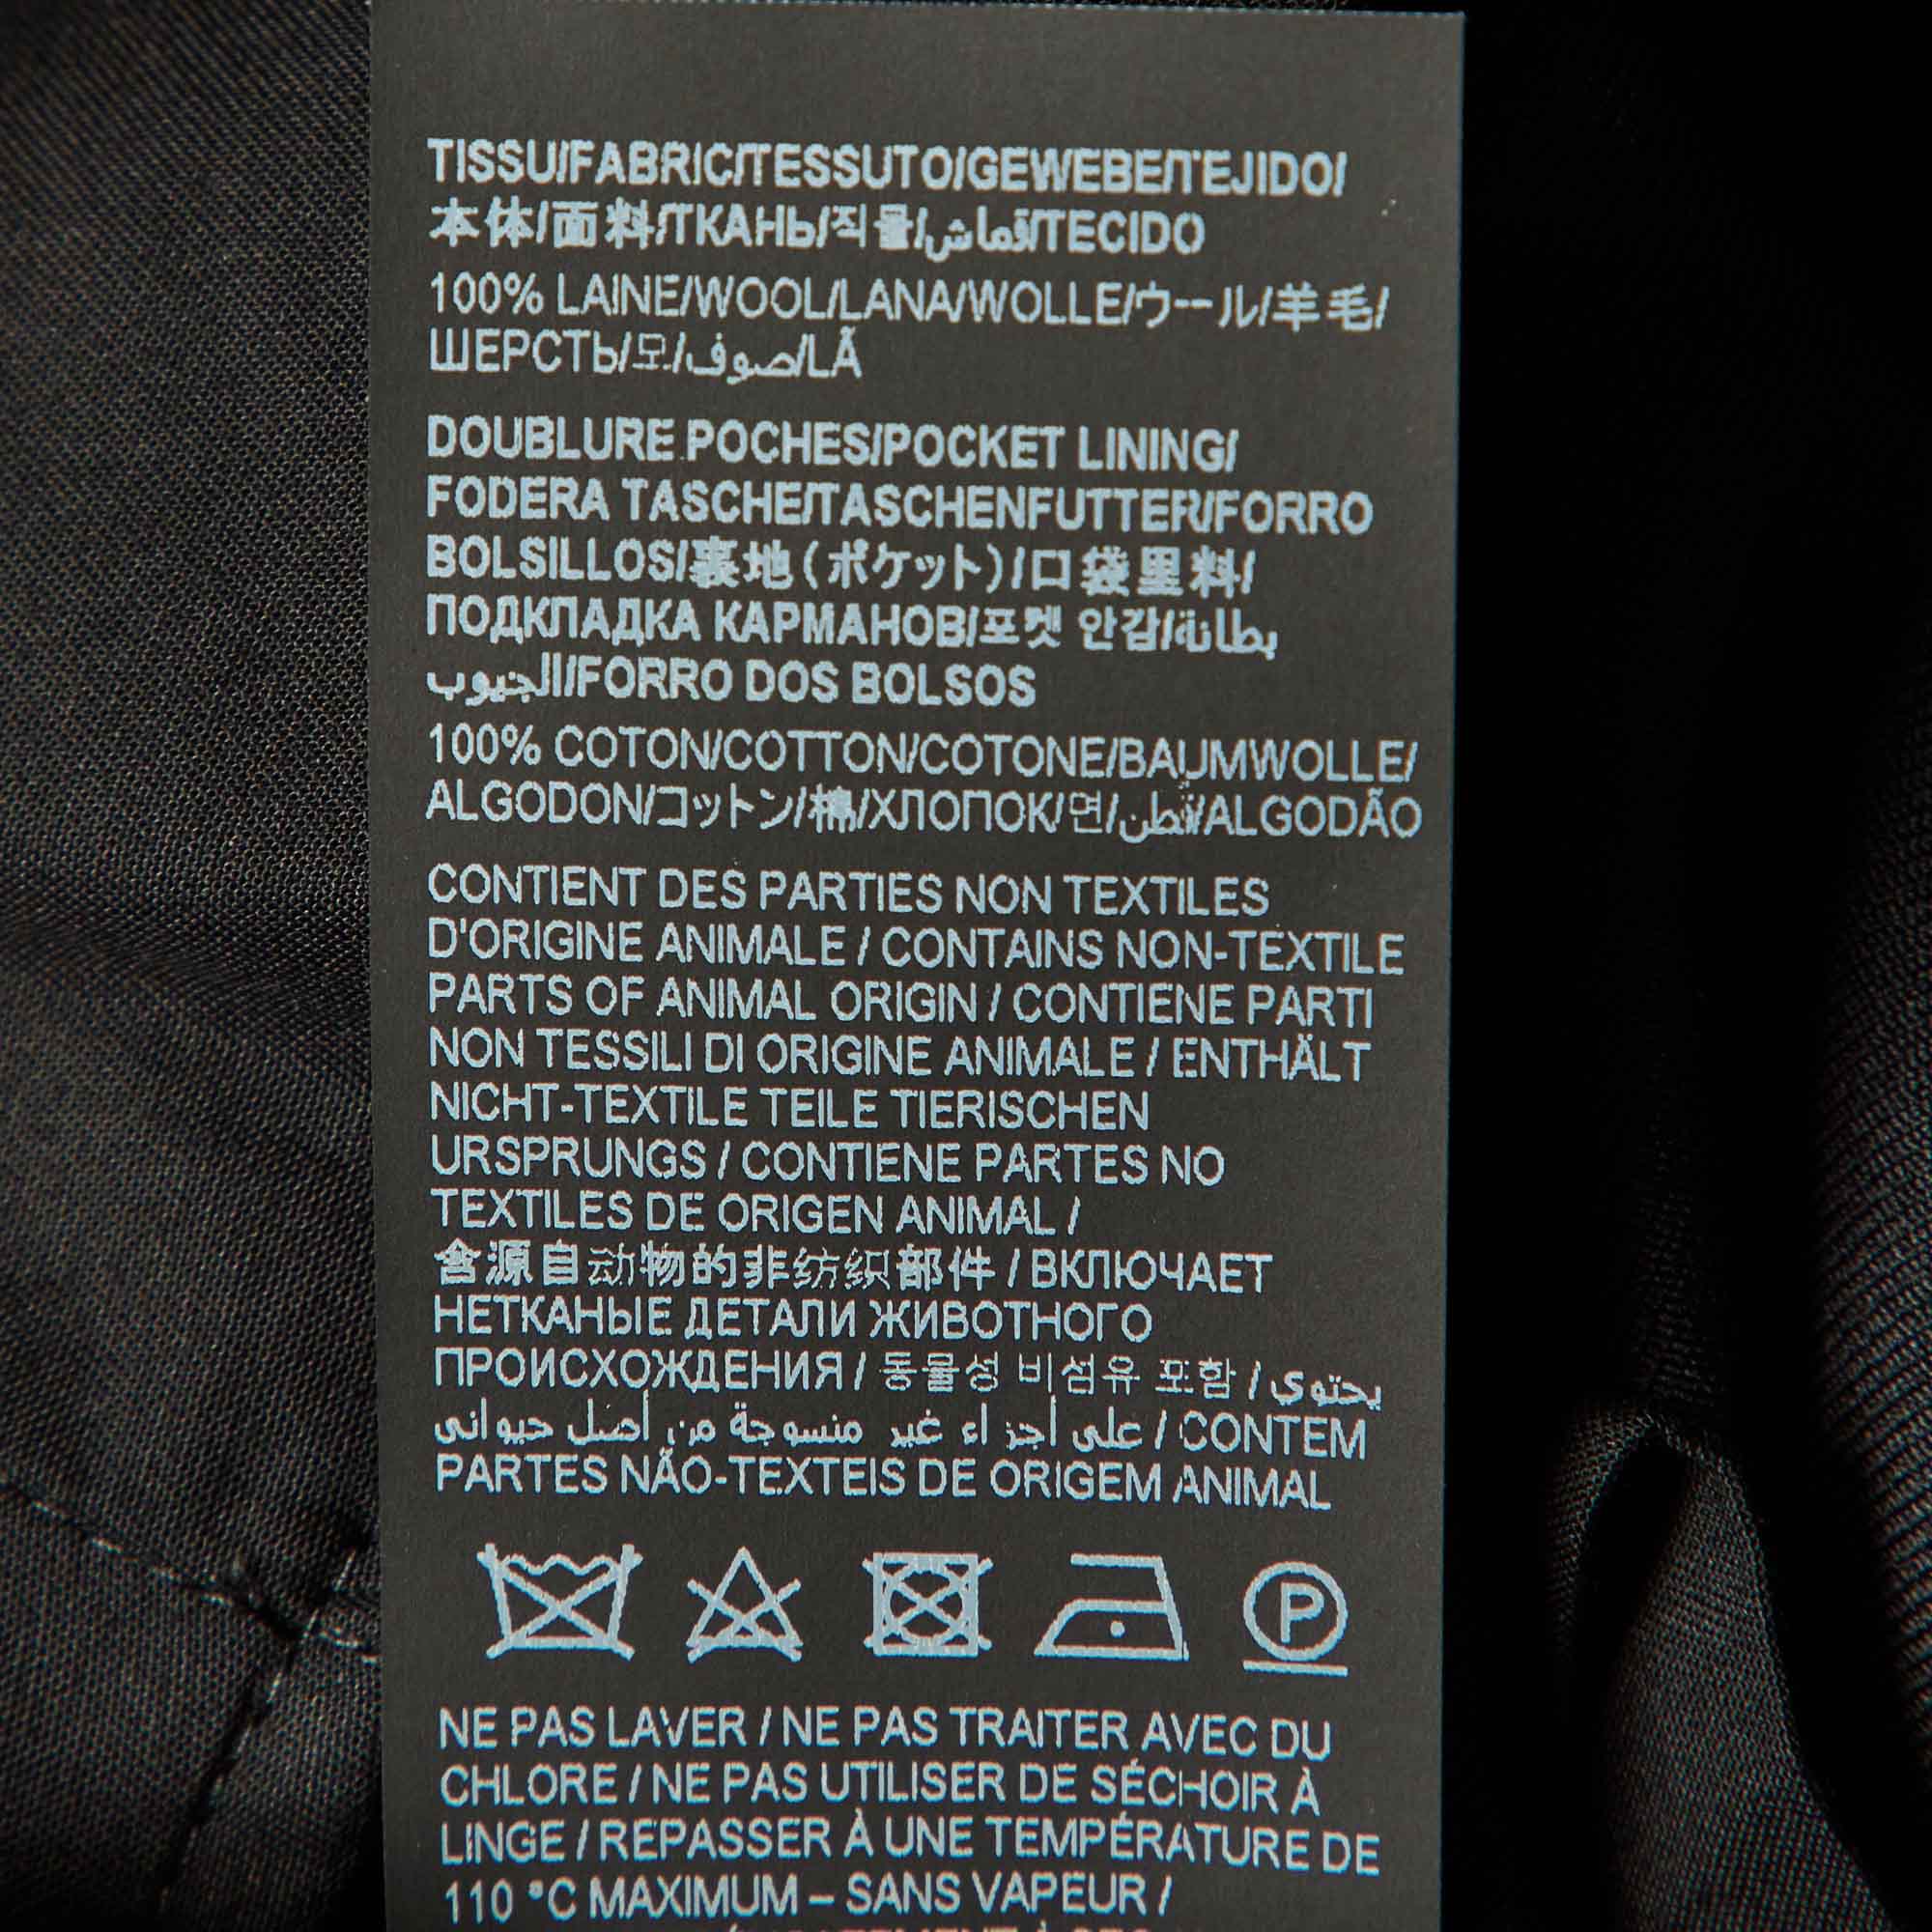 TISSU/FABRIC/TESSUTO/GEWEBE/TEJIDO/
本体/面料/ТКАНЬ/직물/قماش/TECIDO
100% LAINE/WOOL/LANA/WOLLE/ウール/羊毛/
ШЕРСТЬ/모/صوف/LÃ
DOUBLURE POCHES/POCKET LINING/
FODERA TASCHE/TASCHENFUTTER/FORRO
BOLSILLOS/裏地(ポケット)/口袋里料/
ПОДКЛАДКА КАРМАНОВ/포켓 안감/بطانة
الجيوب/FORRO DOS BOLSOS
100% COTON/COTTON/COTONE/BAUMWOLLE/
ALGODON/コットン/棉/ХЛОПОК/면/قطن/ALGODÃO
CONTIENT DES PARTIES NON TEXTILES
D'ORIGINE ANIMALE / CONTAINS NON-TEXTILE
PARTS OF ANIMAL ORIGIN / CONTIENE PARTI
NON TESSILI DI ORIGINE ANIMALE / ENTHÄLT
NICHT-TEXTILE TEILE TIERISCHEN
URSPRUNGS / CONTIENE PARTES NO
TEXTILES DE ORIGEN ANIMAL /
含源自动物的非纺织部件 / ВКЛЮЧАЕТ
НЕТКАНЫЕ ДЕТАЛИ ЖИВОТНОГО
ПРОИСХОЖДЕНИЯ / 동물성 비섬유 포함 / يحتوي
على أجزاء غير منسوجة من أصل حيواني / CONTEM
PARTES NÃO-TEXTEIS DE ORIGEM ANIMAL
P
NE PAS LAVER / NE PAS TRAITER AVEC DU
CHLORE / NE PAS UTILISER DE SÉCHOIR À
LINGE / REPASSER À UNE TEMPÉRATURE DE
110 °C MAXIMUM – SANS VAPEUR /